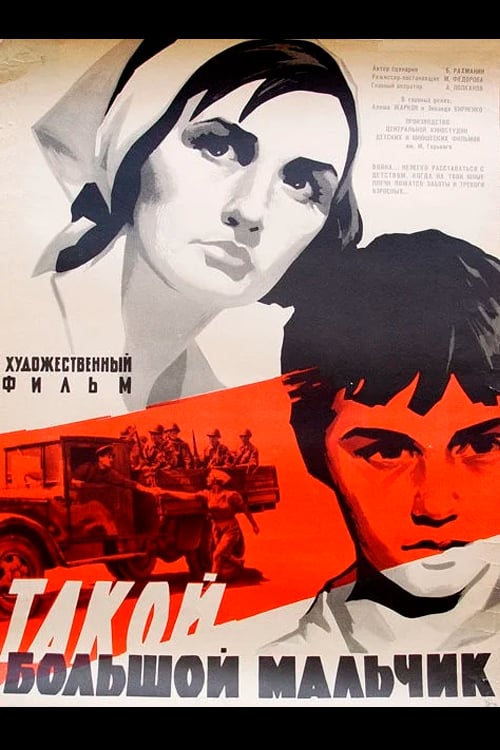 Автор сценария Б. РАХМАНИН
Режиссер-постановщик М. ФЕДОРОВА
Главный оператор А. ПОЛКАНОВ
В главных ролях:
Алеша ЖАРКОВ и Зинаида КИРИЕНКО
ПРОИЗВОДСТВО
ЦЕНТРАЛЬНОЙ КИНОСТУДИИ
ДЕТСКИХ И ЮНОШЕСКИХ ФИЛЬМОВ
им. М. Горького
ВОЙНА... НЕЛЕГКО РАССТАВАТЬСЯ С
ДЕТСТВОМ, КОГДА НА ТВОИ ЮНЫЕ
ПЛЕЧИ ЛОЖАТСЯ ЗАБОТЫ И ТРЕВОГИ
ВЗРОСЛЫХ...
ХУДОЖЕСТВЕННЫЙ
ФИЛЬМ
ТАКОЙ
БОЛЬШОЙ МАЛЬЧИК